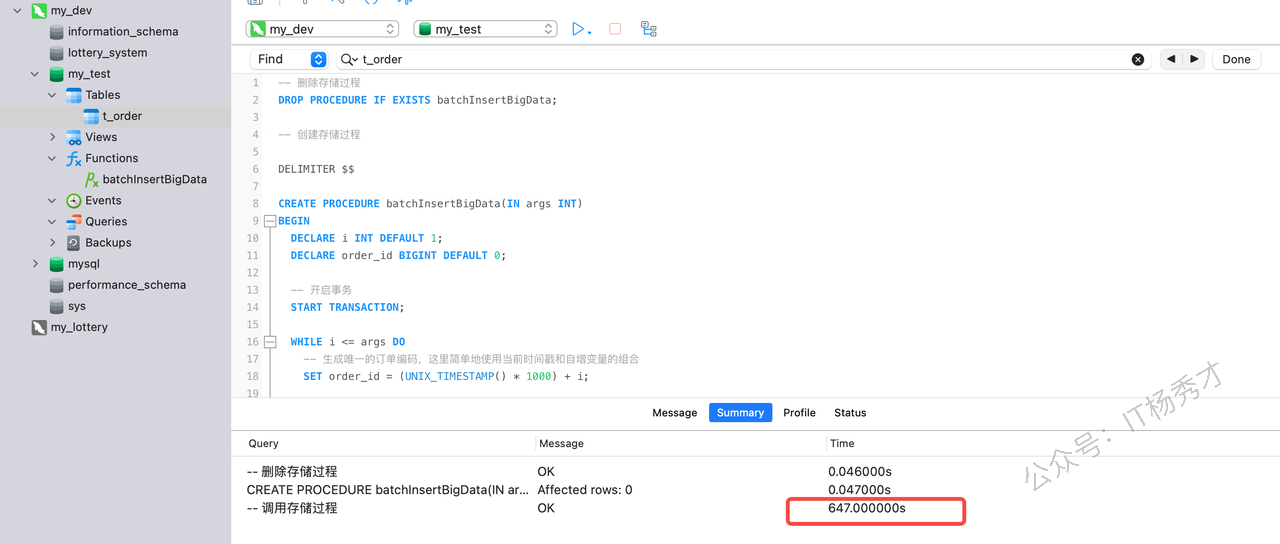 my_dev
information_schema
lottery_system
my_test
Tables
t_order
Views
Functions
batchInsertBigData
Events
Queries
Backups
mysql
performance_schema
sys
my_lottery
my_dev my_test
Find t_order Done
1 -- 删除存储过程
2 DROP PROCEDURE IF EXISTS batchInsertBigData;
3
4 -- 创建存储过程
5
6 DELIMITER $$
7
8 CREATE PROCEDURE batchInsertBigData(IN args INT)
9 BEGIN
10 DECLARE i INT DEFAULT 1;
11 DECLARE order_id BIGINT DEFAULT 0;
12
13 -- 开启事务
14 START TRANSACTION;
15
16 WHILE i <= args DO
17 -- 生成唯一的订单编码，这里简单地使用当前时间戳和自增变量的组合
18 SET order_id = (UNIX_TIMESTAMP() * 1000) + i;
19
Message Summary Profile Status
Query Message Time
-- 删除存储过程 OK 0.046000s
CREATE PROCEDURE batchInsertBigData(IN ar... Affected rows: 0 0.047000s
-- 调用存储过程 OK 647.000000s
公众号：IT杨秀才